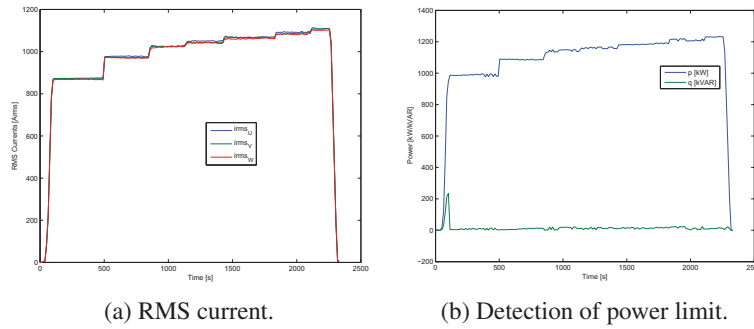 1200
1000
800
600
400
200
0
RMS Currents [Arms]
irms_U
irms_V
irms_W
0 500 1000 1500 2000 2500
Time [s]
(a) RMS current.
1400
1200
1000
800
600
400
200
0
−200
Power [kW/kVAR]
p [kW]
q [kVAR]
0 500 1000 1500 2000 2500
Time [s]
(b) Detection of power limit.